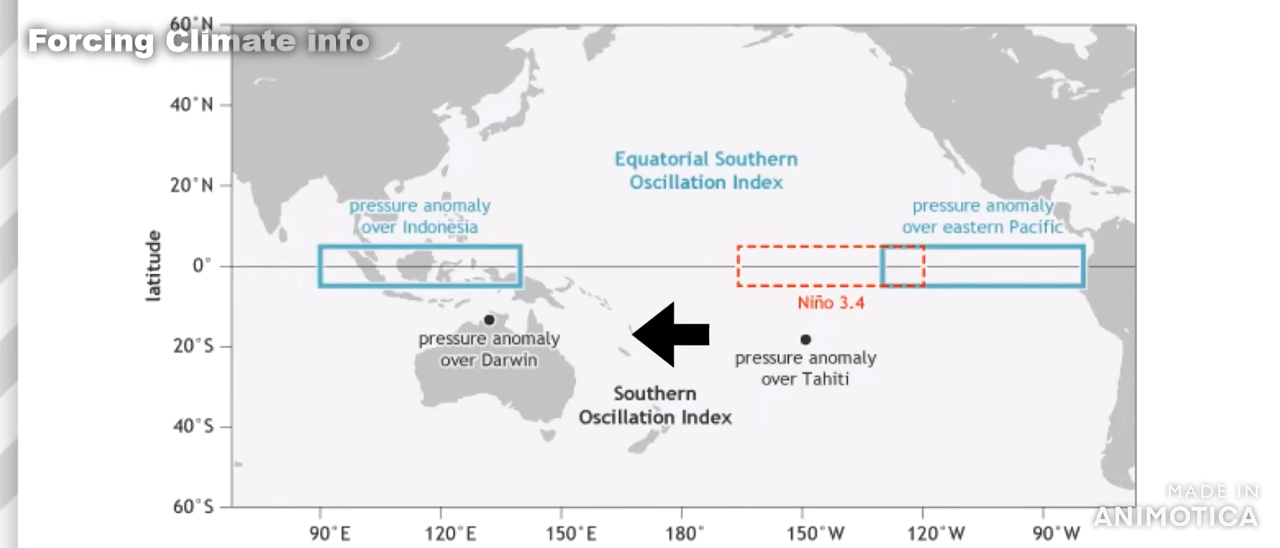 Forcing Climate info
60°N
40°N
20°N
0°
20°S
40°S
60°S
latitude
Equatorial Southern
Oscillation Index
pressure anomaly
over Indonesia
pressure anomaly
over eastern Pacific
Niño 3.4
pressure anomaly
over Darwin
pressure anomaly
over Tahiti
Southern
Oscillation Index
90°E
120°E
150°E
180°
150°W
120°W
90°W
MADE IN
ANIMOTICA